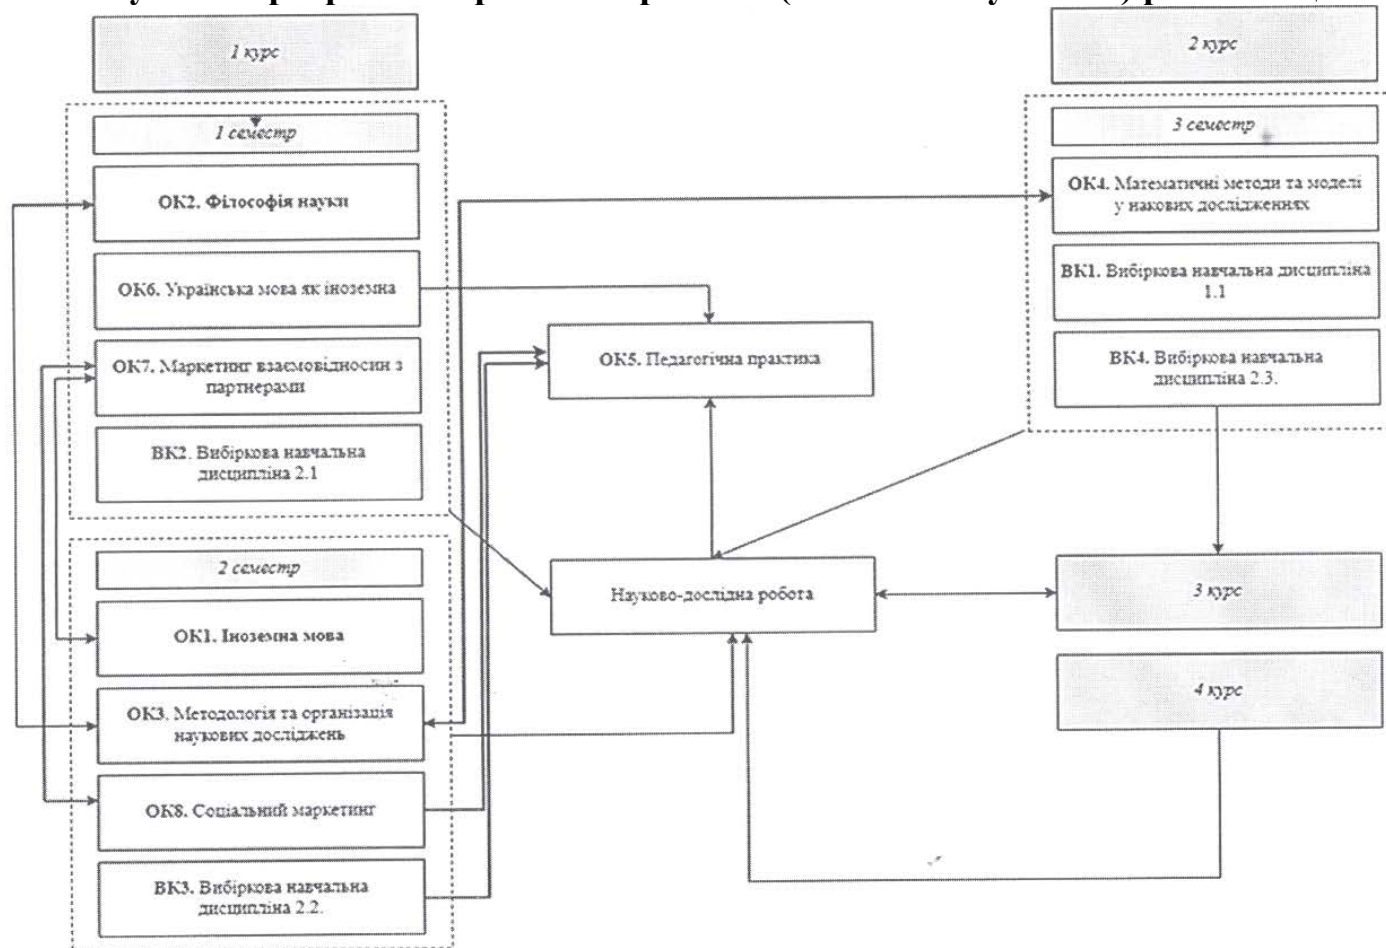 1 курс
1 семестр
ОК2. Філософія науки
ОК6. Українська мова як іноземна
ОК7. Маркетинг взаємовідносин з
партнерами
ВК2. Вибіркова навчальна
дисципліна 2.1
2 семестр
ОК1. Іноземна мова
ОК3. Методологія та організація
наукових досліджень
ОК8. Соціальний маркетинг
ВК3. Вибіркова навчальна
дисципліна 2.2.
ОК5. Педагогічна практика
Науково-дослідна робота
2 курс
3 семестр
ОК4. Математичні методи та моделі
у накових дослідженнях
ВК1. Вибіркова навчальна дисципліна
1.1
ВК4. Вибіркова навчальна
дисципліна 2.3.
3 курс
4 курс